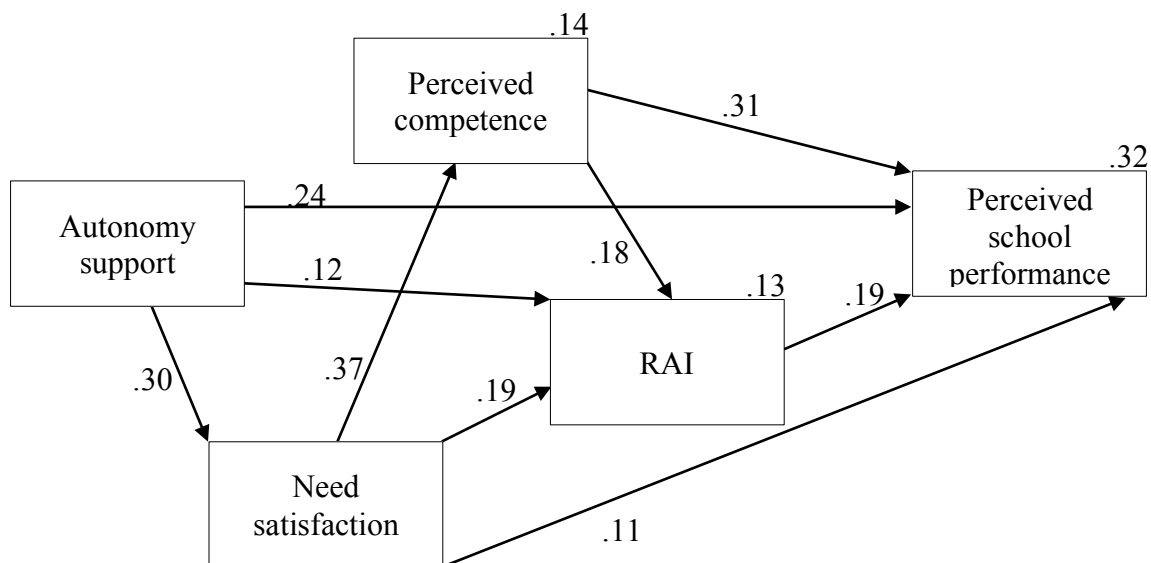 .14
Perceived
competence
.31
.32
Perceived
school
performance
Autonomy
support
.24
.12
.18
.13
.19
RAI
.30
.37
.19
Need
satisfaction
.11